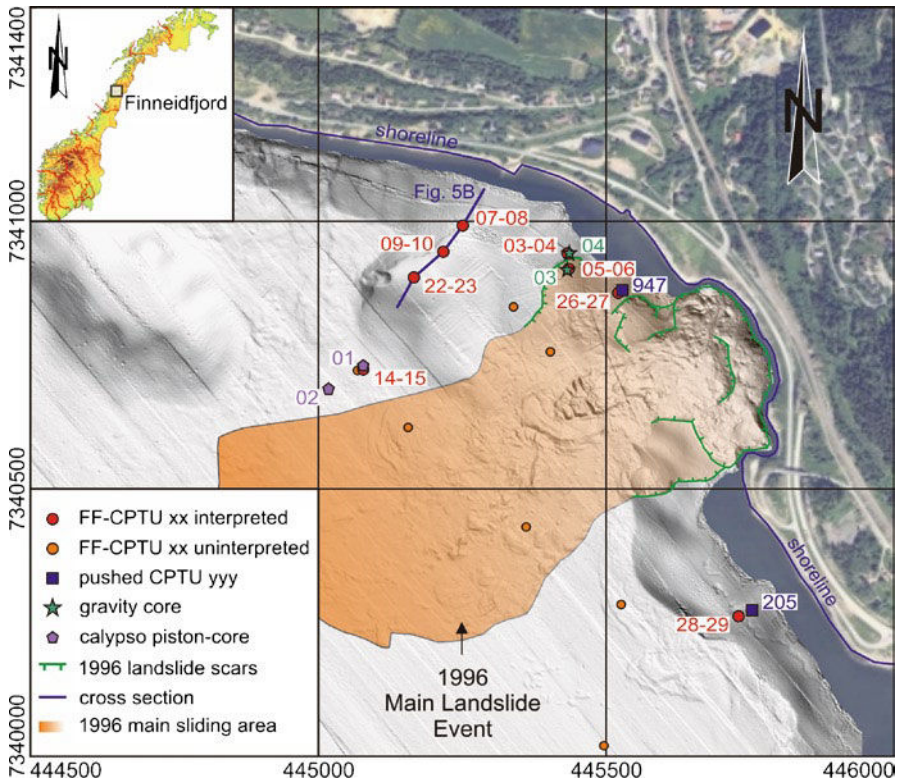 7341400
N
Finneidfjord
N
shoreline
Fig. 5B
7341000
07-08
09-10
03-04
04
03
05-06
22-23
26-27
947
01
14-15
02
7340500
FF-CPTU xx interpreted
FF-CPTU xx uninterpreted
pushed CPTU yyy
gravity core
calypso piston-core
1996 landslide scars
cross section
1996 main sliding area
shoreline
205
28-29
1996
Main Landslide
Event
7340000
444500
445000
445500
446000